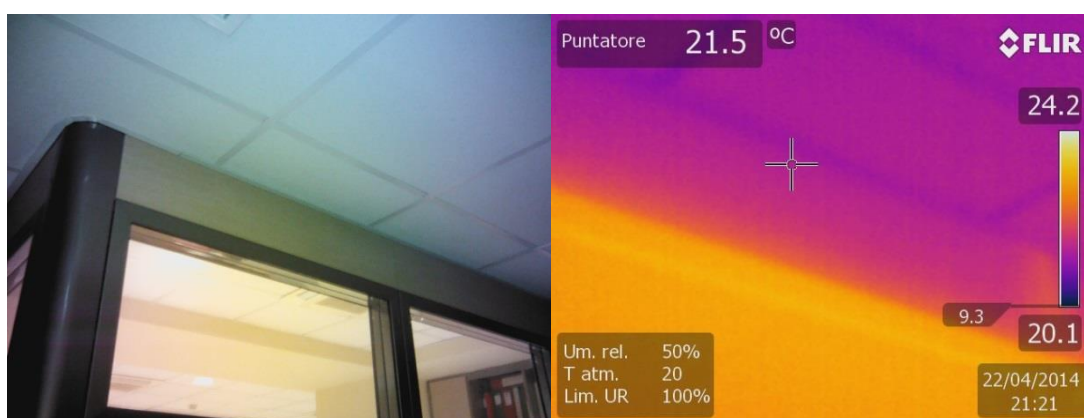 Puntatore 21.5 °C
FLIR
24.2
9.3
20.1
Um. rel. 50%
T atm. 20
Lim. UR 100%
22/04/2014
21:21